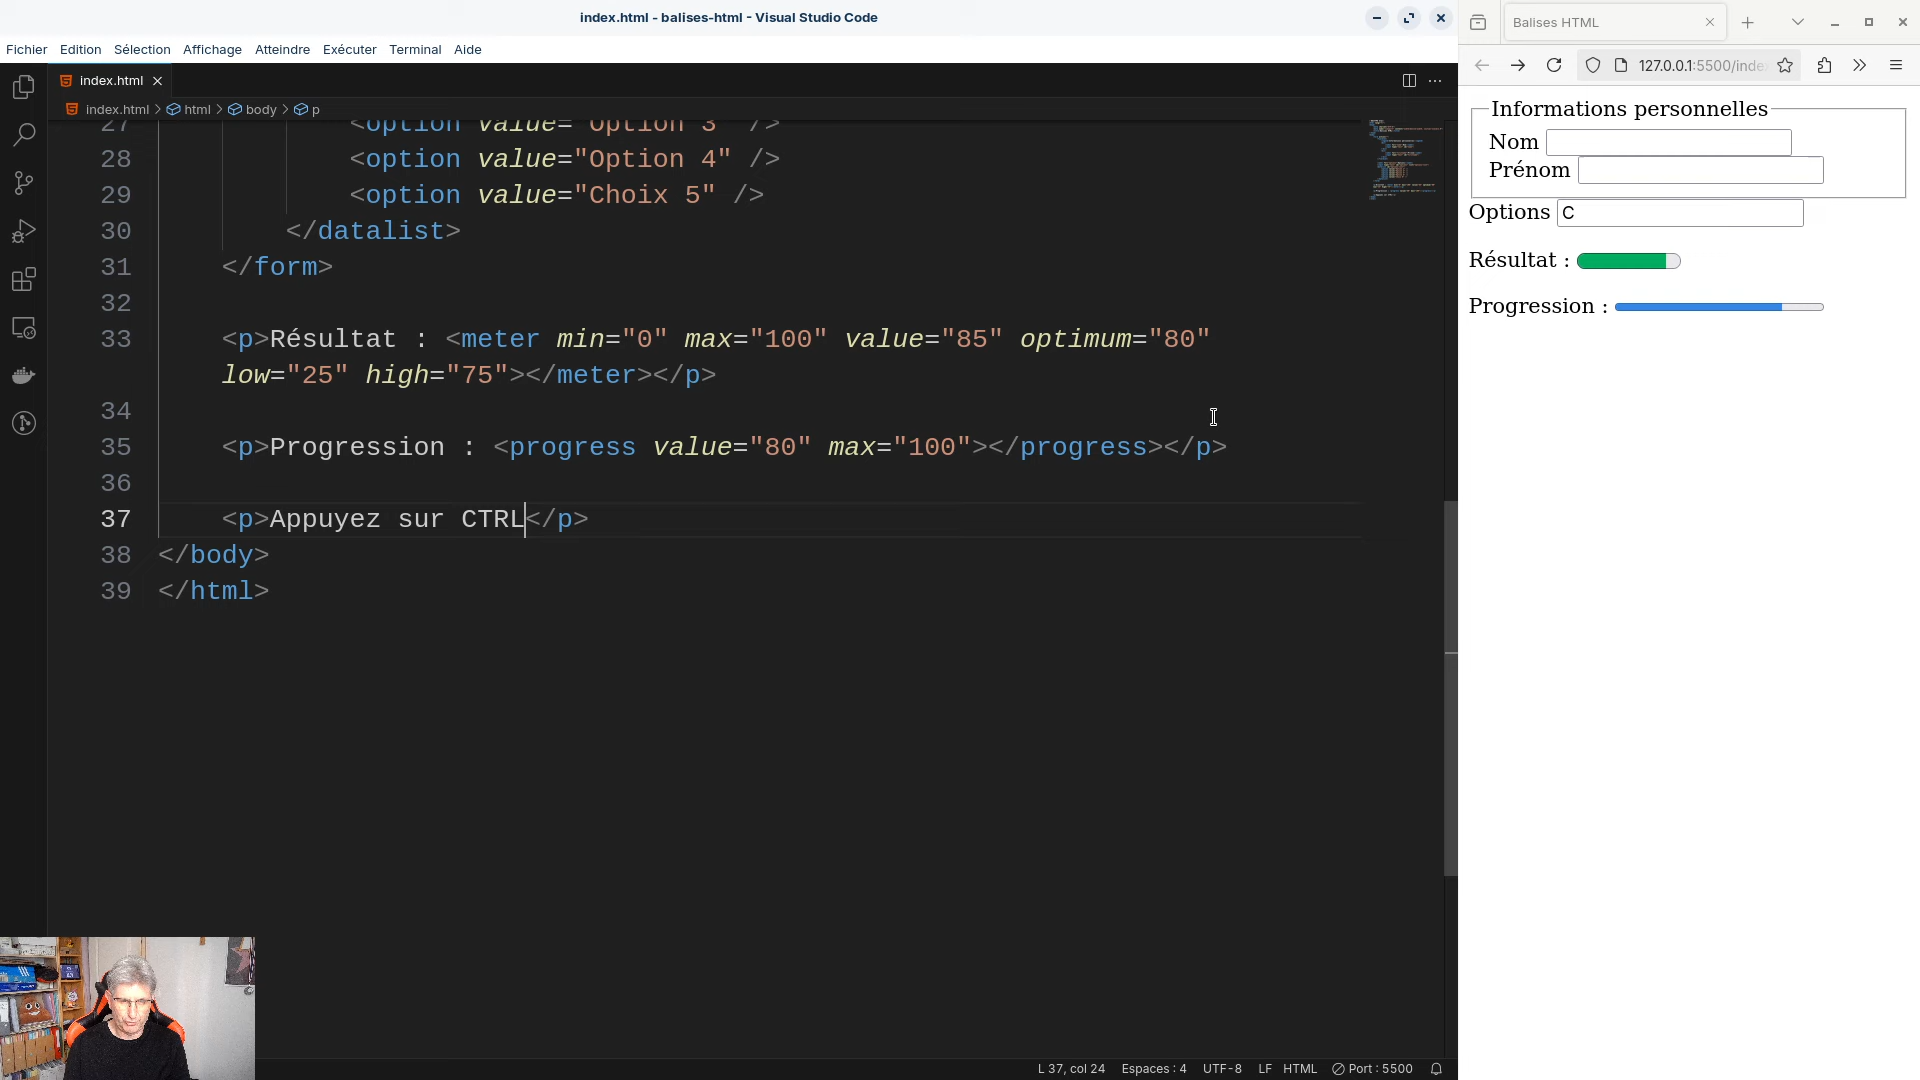 index.html - balises-html - Visual Studio Code
Fichier Edition Sélection Affichage Atteindre Exécuter Terminal Aide
index.html
index.html > html > body > p
27 <option value="Option 3" />
28 <option value="Option 4" />
29 <option value="Choix 5" />
30 </datalist>
31 </form>
32
33 <p>Résultat : <meter min="0" max="100" value="85" optimum="80"
low="25" high="75"></meter></p>
34
35 <p>Progression : <progress value="80" max="100"></progress></p>
36
37 <p>Appuyez sur CTRL</p>
38 </body>
39 </html>
L 37, col 24 Espaces : 4 UTF-8 LF HTML Port : 5500
Balises HTML
127.0.0.1:5500/inde
Informations personnelles
Nom
Prénom
Options C
Résultat :
Progression :